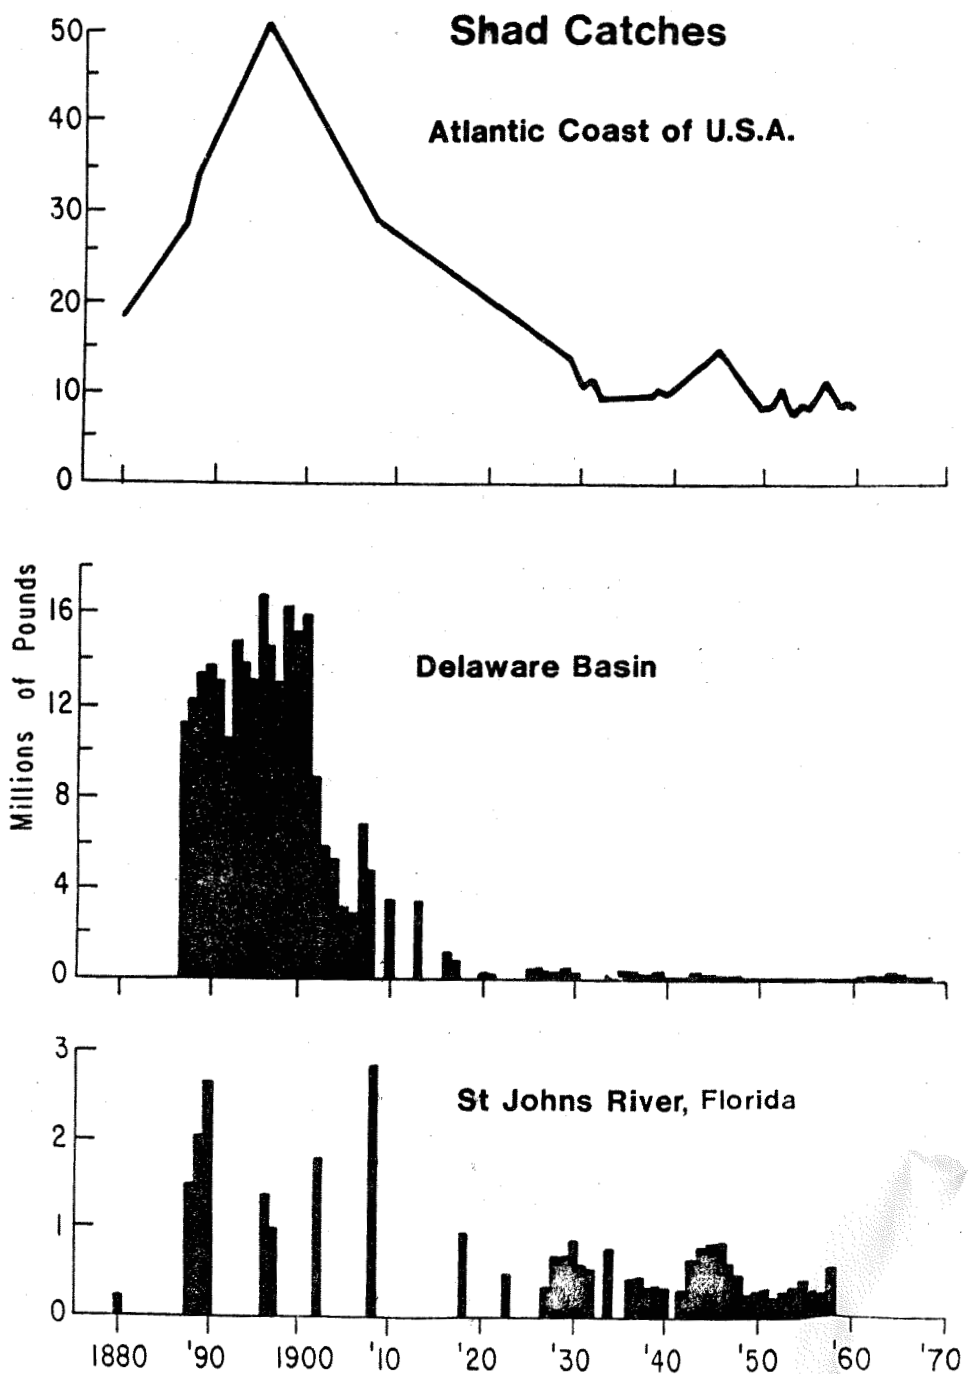 Shad Catches
Atlantic Coast of U.S.A.
50
40
30
20
10
0
Millions of Pounds
Delaware Basin
16
12
8
4
0
St Johns River, Florida
3
2
1
0
1880 '90 1900 '10 '20 '30 '40 '50 '60 '70